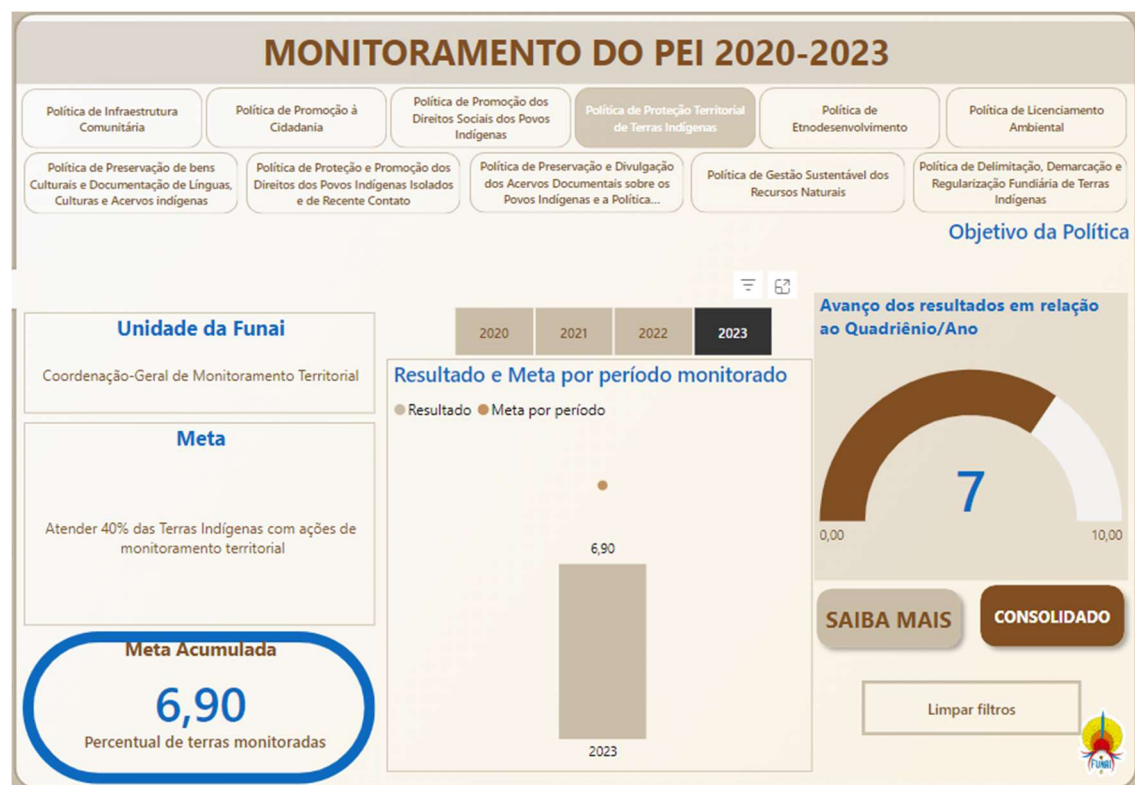 MONITORAMENTO DO PEI 2020-2023
Política de Infraestrutura
Comunitária
Política de Promoção à
Cidadania
Política de Promoção dos
Direitos Sociais dos Povos
Indígenas
Política de Proteção Territorial
de Terras Indígenas
Política de
Etnodesenvolvimento
Política de Licenciamento
Ambiental
Política de Preservação de bens
Culturais e Documentação de Línguas,
Culturas e Acervos indígenas
Política de Proteção e Promoção dos
Direitos dos Povos Indígenas Isolados
e de Recente Contato
Política de Preservação e Divulgação
dos Acervos Documentais sobre os
Povos Indígenas e a Política...
Política de Gestão Sustentável dos
Recursos Naturais
Política de Delimitação, Demarcação e
Regularização Fundiária de Terras
Indígenas
Objetivo da Política
Unidade da Funai
Coordenação-Geral de Monitoramento Territorial
Meta
Atender 40% das Terras Indígenas com ações de
monitoramento territorial
Meta Acumulada
6,90
Percentual de terras monitoradas
2020 2021 2022 2023
Resultado e Meta por período monitorado
Resultado Meta por período
6,90
2023
Avanço dos resultados em relação
ao Quadriênio/Ano
7
0,00 10,00
SAIBA MAIS
CONSOLIDADO
Limpar filtros
FUNAI